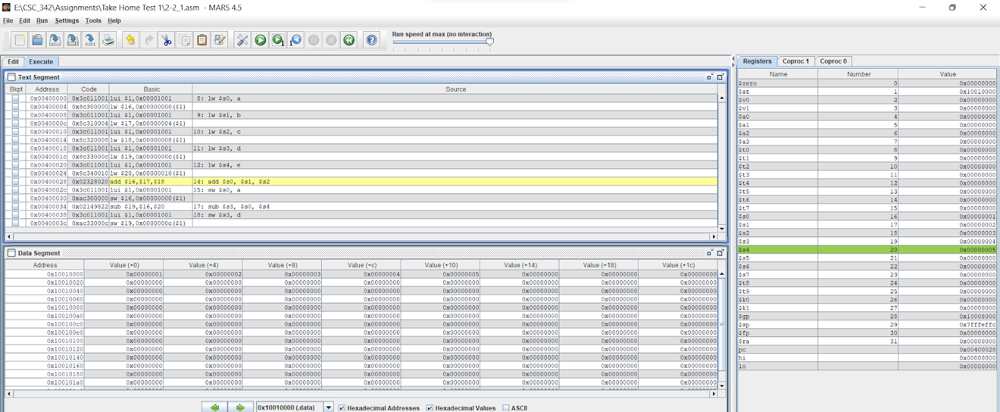 E:\CSC_342\Assignments\Take Home Test 1\2-2_1.asm - MARS 4.5
File Edit Run Settings Tools Help
Run speed at max (no interaction)
Edit Execute
Text Segment
Bkpt Address Code Basic Source
0x00400000 0x3c011001 lui $1,0x00001001 8: lw $s0, a
0x00400004 0x8c300000 lw $16,0x00000000($1)
0x00400008 0x3c011001 lui $1,0x00001001 9: lw $s1, b
0x0040000c 0x8c310004 lw $17,0x00000004($1)
0x00400010 0x3c011001 lui $1,0x00001001 10: lw $s2, c
0x00400014 0x8c320008 lw $18,0x00000008($1)
0x00400018 0x3c011001 lui $1,0x00001001 11: lw $s3, d
0x0040001c 0x8c33000c lw $19,0x0000000c($1)
0x00400020 0x3c011001 lui $1,0x00001001 12: lw $s4, e
0x00400024 0x8c340010 lw $20,0x00000010($1)
0x00400028 0x02328020 add $16,$17,$18 14: add $s0, $s1, $s2
0x0040002c 0x3c011001 lui $1,0x00001001 15: sw $s0, a
0x00400030 0xac300000 sw $16,0x00000000($1)
0x00400034 0x02149822 sub $19,$16,$20 17: sub $s3, $s0, $s4
0x00400038 0x3c011001 lui $1,0x00001001 18: sw $s3, d
0x0040003c 0xac33000c sw $19,0x0000000c($1)
Data Segment
Address Value (+0) Value (+4) Value (+8) Value (+c) Value (+10) Value (+14) Value (+18) Value (+1c)
0x10010000 0x00000001 0x00000002 0x00000003 0x00000004 0x00000005 0x00000000 0x00000000 0x00000000
0x10010020 0x00000000 0x00000000 0x00000000 0x00000000 0x00000000 0x00000000 0x00000000 0x00000000
0x10010040 0x00000000 0x00000000 0x00000000 0x00000000 0x00000000 0x00000000 0x00000000 0x00000000
0x10010060 0x00000000 0x00000000 0x00000000 0x00000000 0x00000000 0x00000000 0x00000000 0x00000000
0x10010080 0x00000000 0x00000000 0x00000000 0x00000000 0x00000000 0x00000000 0x00000000 0x00000000
0x100100a0 0x00000000 0x00000000 0x00000000 0x00000000 0x00000000 0x00000000 0x00000000 0x00000000
0x100100c0 0x00000000 0x00000000 0x00000000 0x00000000 0x00000000 0x00000000 0x00000000 0x00000000
0x100100e0 0x00000000 0x00000000 0x00000000 0x00000000 0x00000000 0x00000000 0x00000000 0x00000000
0x10010100 0x00000000 0x00000000 0x00000000 0x00000000 0x00000000 0x00000000 0x00000000 0x00000000
0x10010120 0x00000000 0x00000000 0x00000000 0x00000000 0x00000000 0x00000000 0x00000000 0x00000000
0x10010140 0x00000000 0x00000000 0x00000000 0x00000000 0x00000000 0x00000000 0x00000000 0x00000000
0x10010160 0x00000000 0x00000000 0x00000000 0x00000000 0x00000000 0x00000000 0x00000000 0x00000000
0x10010180 0x00000000 0x00000000 0x00000000 0x00000000 0x00000000 0x00000000 0x00000000 0x00000000
0x100101a0 0x00000000 0x00000000 0x00000000 0x00000000 0x00000000 0x00000000 0x00000000 0x00000000
0x10010000 (.data) Hexadecimal Addresses Hexadecimal Values ASCII
Registers Coproc 1 Coproc 0
Name Number Value
$zero 0 0x00000000
$at 1 0x10010000
$v0 2 0x00000000
$v1 3 0x00000000
$a0 4 0x00000000
$a1 5 0x00000000
$a2 6 0x00000000
$a3 7 0x00000000
$t0 8 0x00000000
$t1 9 0x00000000
$t2 10 0x00000000
$t3 11 0x00000000
$t4 12 0x00000000
$t5 13 0x00000000
$t6 14 0x00000000
$t7 15 0x00000000
$s0 16 0x00000001
$s1 17 0x00000002
$s2 18 0x00000003
$s3 19 0x00000004
$s4 20 0x00000005
$s5 21 0x00000000
$s6 22 0x00000000
$s7 23 0x00000000
$t8 24 0x00000000
$t9 25 0x00000000
$k0 26 0x00000000
$k1 27 0x00000000
$gp 28 0x10008000
$sp 29 0x7fffeffc
$fp 30 0x00000000
$ra 31 0x00000000
pc 0x00400028
hi 0x00000000
lo 0x00000000